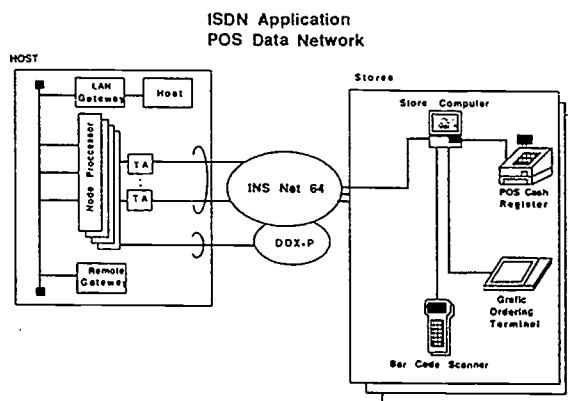 ISDN Application
POS Data Network
HOST
LAN
Gateway
Host
Node Proccessor
TA
TA
Remote
Gateway
INS Net 64
DDX-P
Stores
Store Computer
POS Cash
Register
Grafic
Ordering
Terminal
Bar Code Scanner